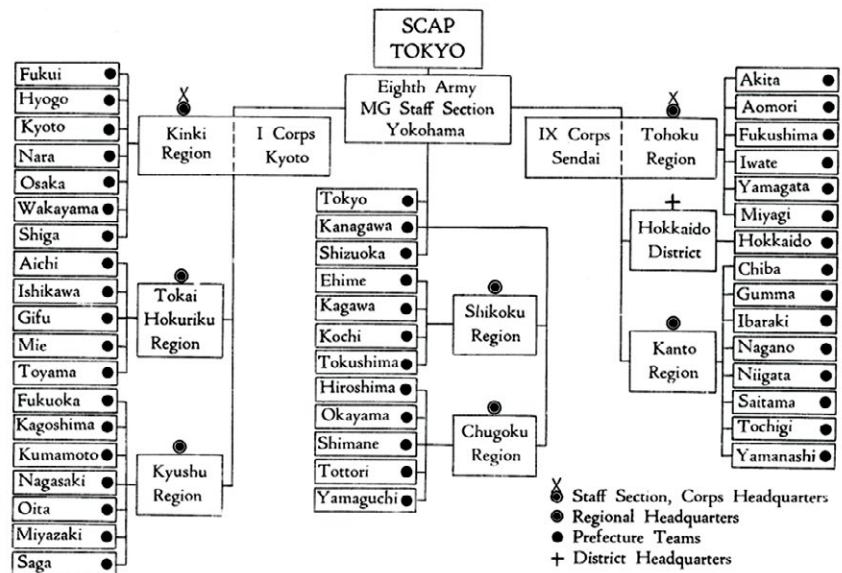 SCAP
TOKYO
Eighth Army
MG Staff Section
Yokohama
Fukui
Hyogo
Kyoto
Nara
Osaka
Wakayama
Shiga
Kinki
Region
I Corps
Kyoto
Aichi
Ishikawa
Gifu
Mie
Toyama
Tokai
Hokuriku
Region
Fukuoka
Kagoshima
Kumamoto
Nagasaki
Oita
Miyazaki
Saga
Kyushu
Region
Tokyo
Kanagawa
Shizuoka
Ehime
Kagawa
Kochi
Tokushima
Shikoku
Region
Hiroshima
Okayama
Shimane
Tottori
Yamaguchi
Chugoku
Region
IX Corps
Sendai
Tohoku
Region
Akita
Aomori
Fukushima
Iwate
Yamagata
Miyagi
Hokkaido
District
Hokkaido
Kanto
Region
Chiba
Gumma
Ibaraki
Nagano
Niigata
Saitama
Tochigi
Yamanashi
Staff Section, Corps Headquarters
Regional Headquarters
Prefecture Teams
District Headquarters